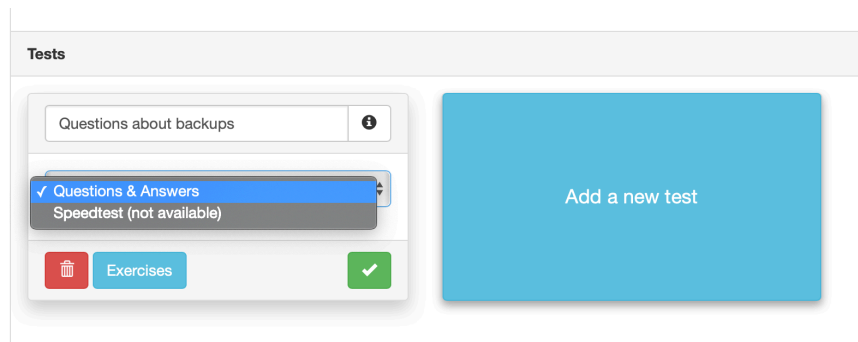 Tests
Questions about backups
Questions & Answers
Speedtest (not available)
Exercises
Add a new test